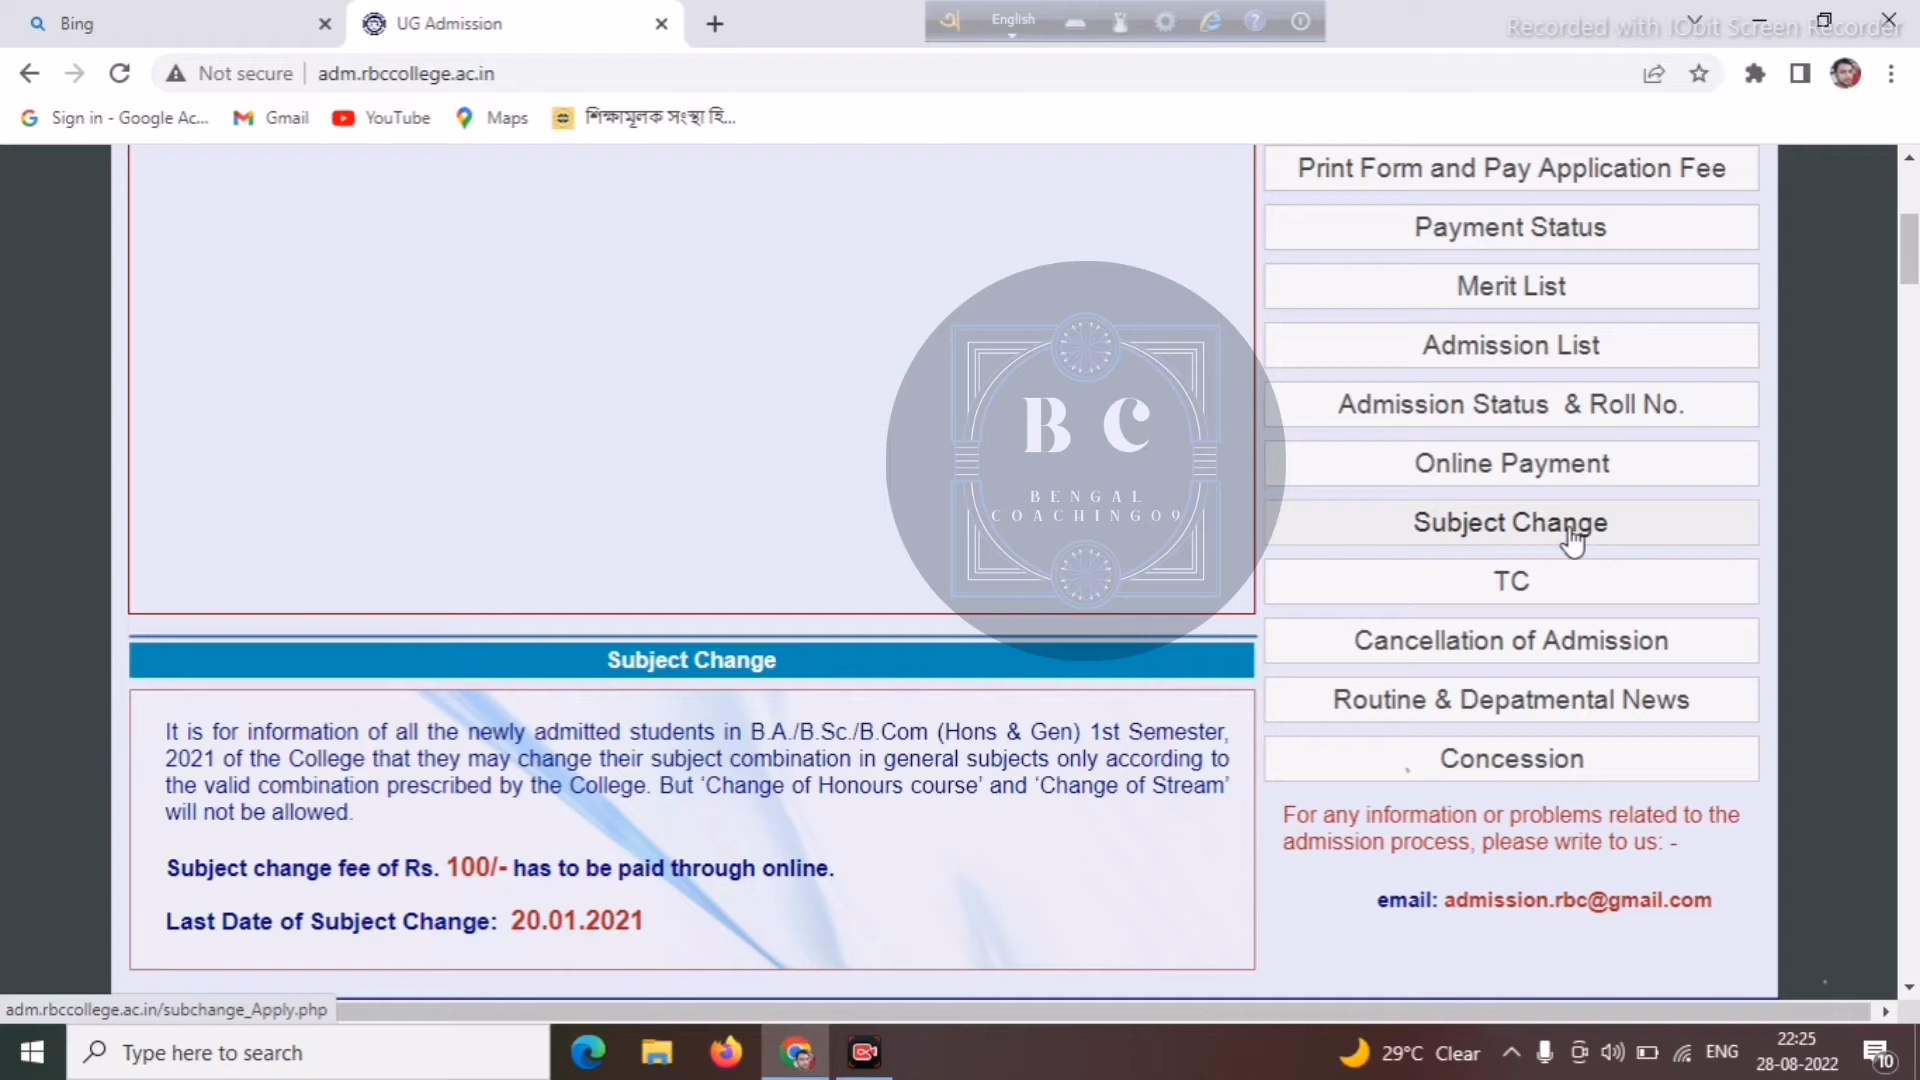 Bing
UG Admission
English
Recorded with IObit Screen Recorder
Not secure
adm.rbccollege.ac.in
Sign in - Google Ac...
Gmail
YouTube
Maps
শিক্ষামূলক সংস্থা হি...
Print Form and Pay Application Fee
Payment Status
Merit List
Admission List
Admission Status & Roll No.
Online Payment
Subject Change
TC
Cancellation of Admission
Routine & Depatmental News
Concession
For any information or problems related to the
admission process, please write to us: -
email: admission.rbc@gmail.com
B C
BENGAL
COACHING09
Subject Change
It is for information of all the newly admitted students in B.A./B.Sc./B.Com (Hons & Gen) 1st Semester,
2021 of the College that they may change their subject combination in general subjects only according to
the valid combination prescribed by the College. But ‘Change of Honours course’ and ‘Change of Stream’
will not be allowed.
Subject change fee of Rs. 100/- has to be paid through online.
Last Date of Subject Change: 20.01.2021
adm.rbccollege.ac.in/subchange_Apply.php
Type here to search
29°C Clear
ENG
22:25
28-08-2022
10